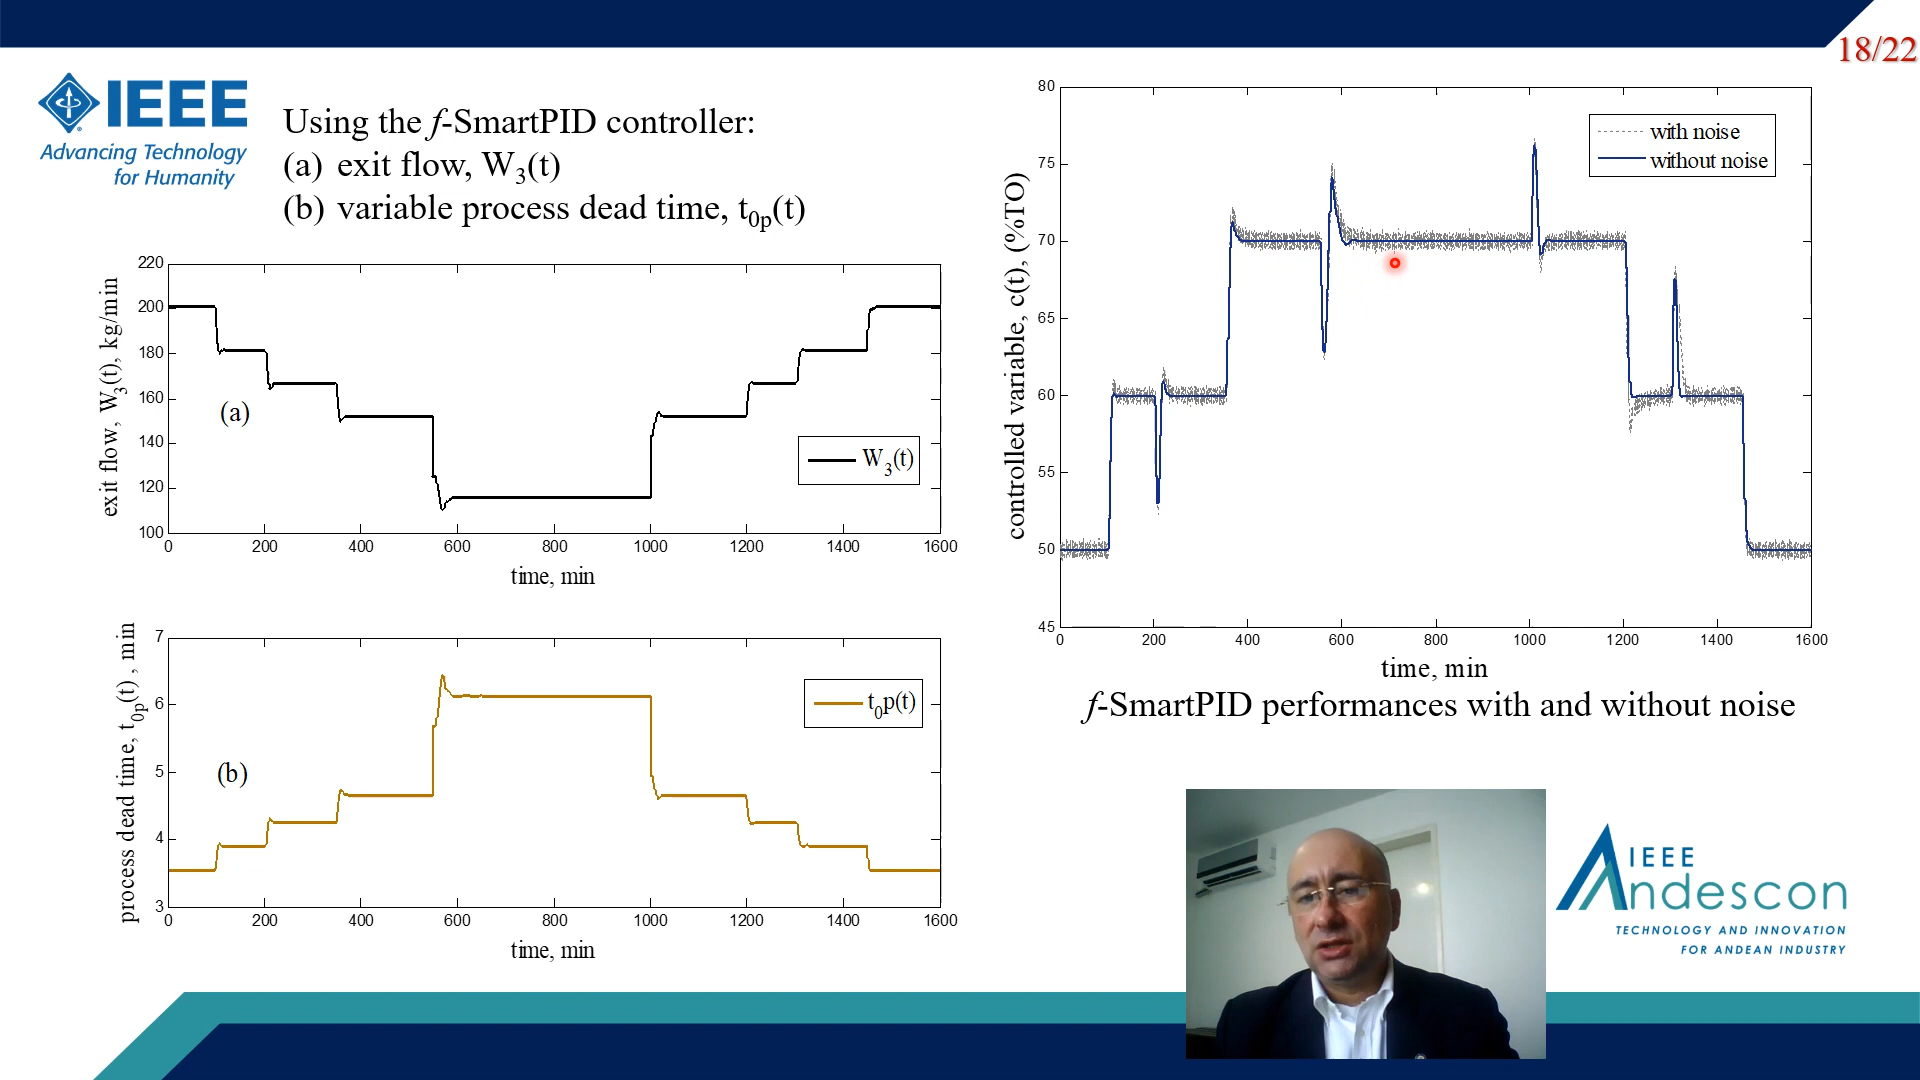 18/22
IEEE
Advancing Technology
for Humanity
Using the f-SmartPID controller:
(a) exit flow, W3(t)
(b) variable process dead time, t0p(t)
exit flow, W3(t), kg/min
220
200
180
160
140
120
100
(a)
W3(t)
0 200 400 600 800 1000 1200 1400 1600
time, min
process dead time, t0p(t) , min
7
6
5
4
3
(b)
t0p(t)
0 200 400 600 800 1000 1200 1400 1600
time, min
controlled variable, c(t), (%TO)
80
75
70
65
60
55
50
45
with noise
without noise
0 200 400 600 800 1000 1200 1400 1600
time, min
f-SmartPID performances with and without noise
IEEE
Andescon
TECHNOLOGY AND INNOVATION
FOR ANDEAN INDUSTRY